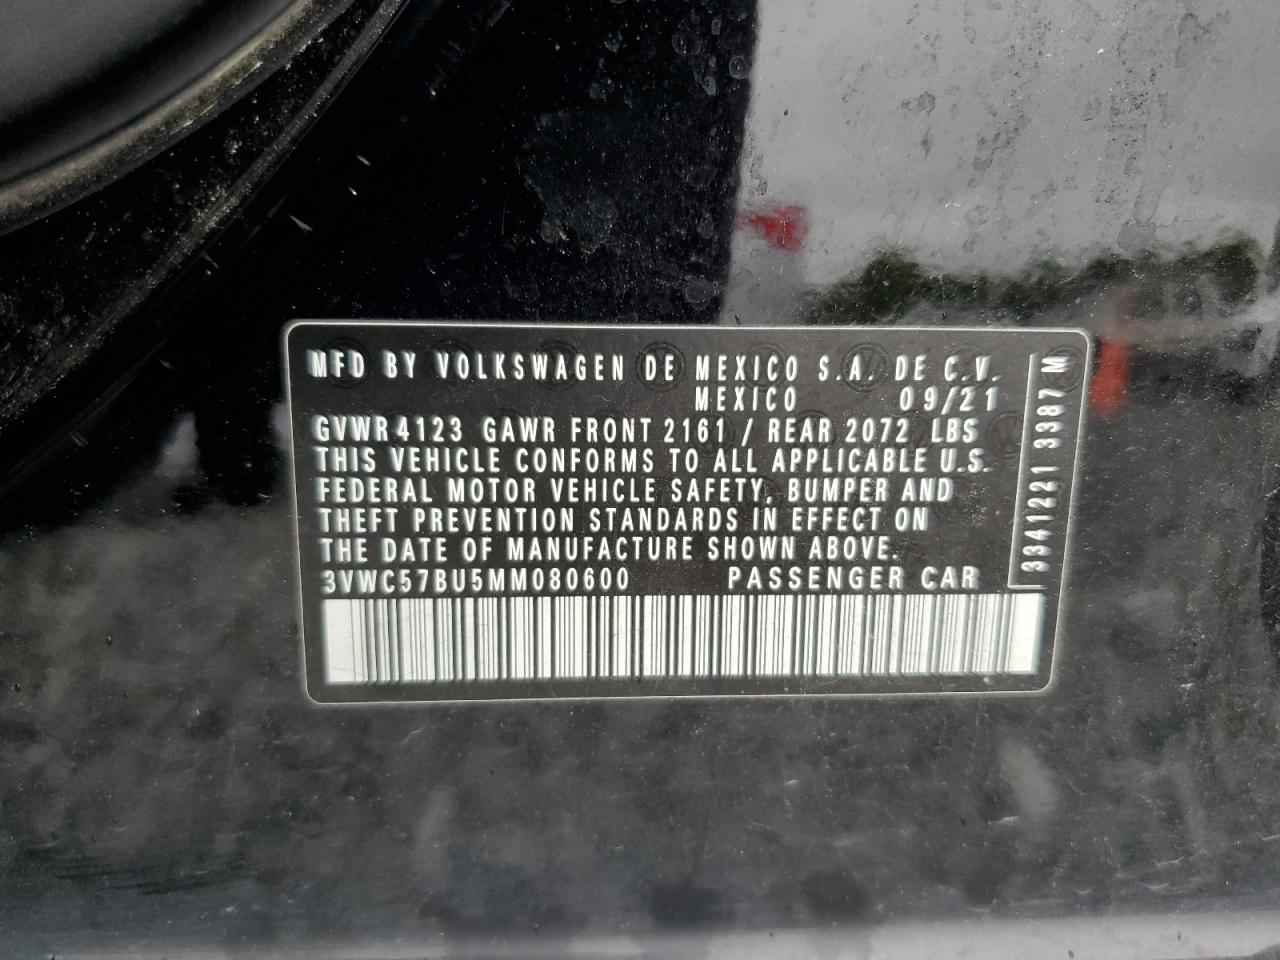 MFD BY VOLKSWAGEN DE MEXICO S.A. DE C.V.
MEXICO 09/21
GVWR 4123 GAWR FRONT 2161 / REAR 2072 LBS
THIS VEHICLE CONFORMS TO ALL APPLICABLE U.S.
FEDERAL MOTOR VEHICLE SAFETY, BUMPER AND
THEFT PREVENTION STANDARDS IN EFFECT ON
THE DATE OF MANUFACTURE SHOWN ABOVE.
3VWC57BU5MM080600 PASSENGER CAR
3341221 3387 M